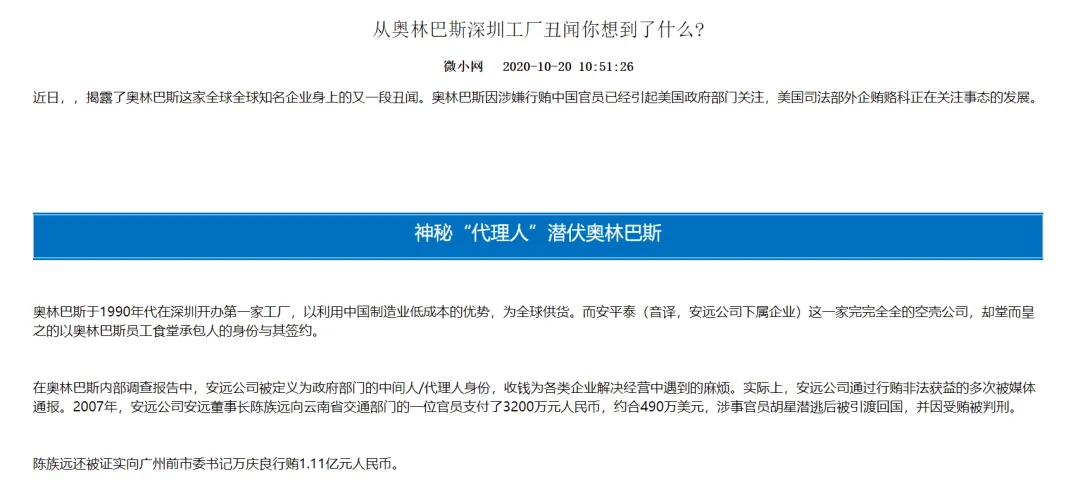 从奥林巴斯深圳工厂丑闻你想到了什么?
微小网 2020-10-20 10:51:26
近日，，揭露了奥林巴斯这家全球全球知名企业身上的又一段丑闻。奥林巴斯因涉嫌行贿中国官员已经引起美国政府部门关注，美国司法部外企贿赂科正在关注事态的发展。
神秘“代理人”潜伏奥林巴斯
奥林巴斯于1990年代在深圳开办第一家工厂，以利用中国制造业低成本的优势，为全球供货。而安平泰（音译，安远公司下属企业）这一家完完全全的空壳公司，却堂而皇
之的以奥林巴斯员工食堂承包人的身份与其签约。
在奥林巴斯内部调查报告中，安远公司被定义为政府部门的中间人/代理人身份，收钱为各类企业解决经营中遇到的麻烦。实际上，安远公司通过行贿非法获益的多次被媒体
通报。2007年，安远公司安远董事长陈族远向云南省交通部门的一位官员支付了3200万元人民币，约合490万美元，涉事官员胡星潜逃后被引渡回国，并因受贿被判刑。
陈族远还被证实向广州前市委书记万庆良行贿1.11亿元人民币。